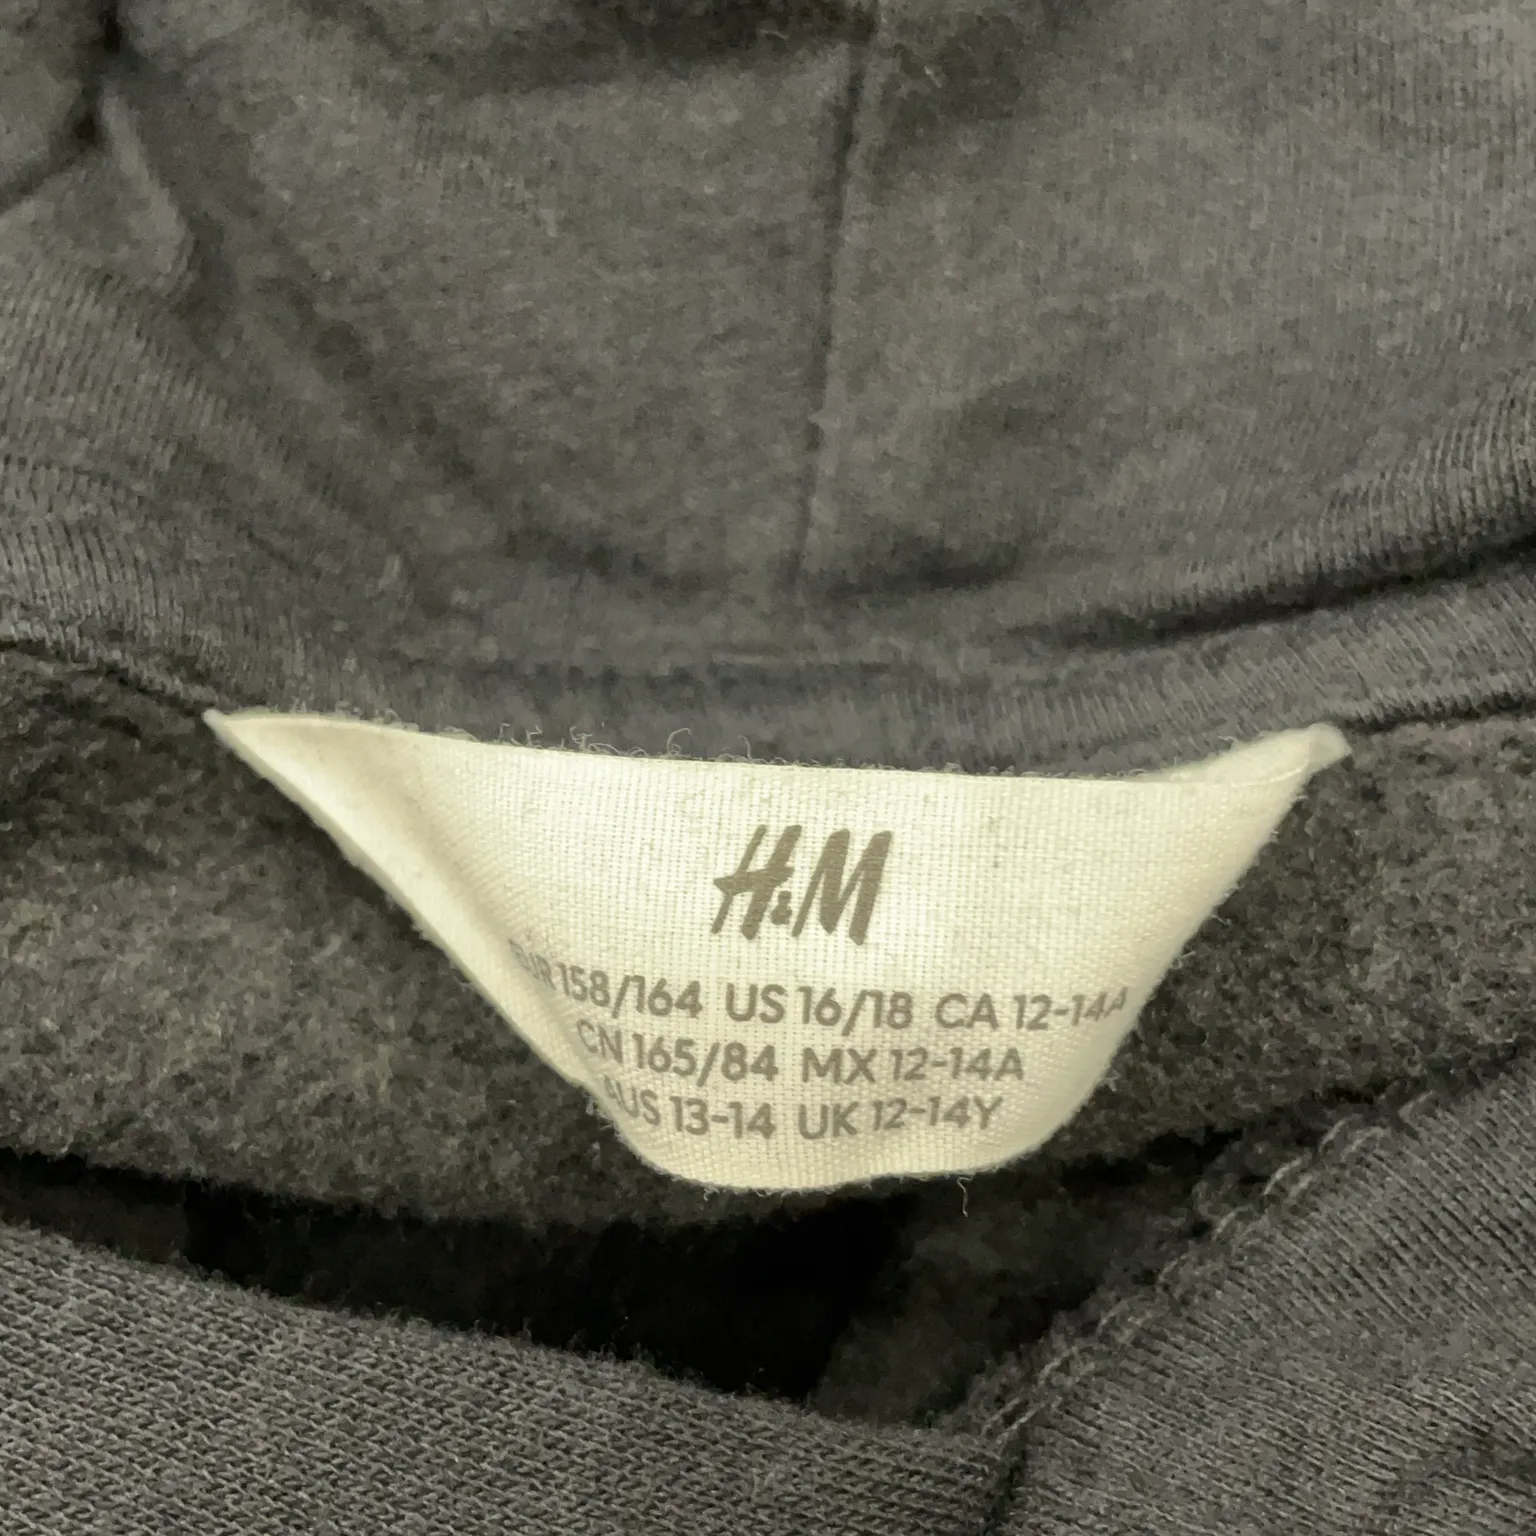 H&M
EUR 158/164 US 16/18 CA 12-14A
CN 165/84 MX 12-14A
AUS 13-14 UK 12-14Y